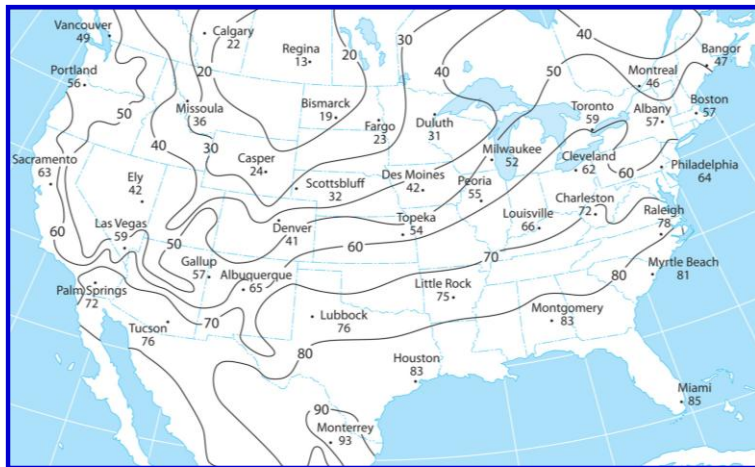 Vancouver
49
Calgary
22
Regina
13
20
20
30
40
40
Bangor
47
Portland
56
50
Missoula
36
Bismarck
19
Fargo
23
Duluth
31
60
50
Montreal
46
Toronto
59
Albany
57
Boston
57
Sacramento
63
40
30
Casper
24
Scottsbluff
32
Des Moines
42
Milwaukee
52
Peoria
55
Cleveland
62
60
Philadelphia
64
Ely
42
Las Vegas
59
50
Denver
41
Topeka
54
60
Louisville
66
Charleston
72
Raleigh
78
60
Gallup
57
Albuquerque
65
70
80
Myrtle Beach
81
Palm Springs
72
Tucson
76
70
Lubbock
76
Little Rock
75
Montgomery
83
80
Houston
83
Miami
85
90
Monterrey
93